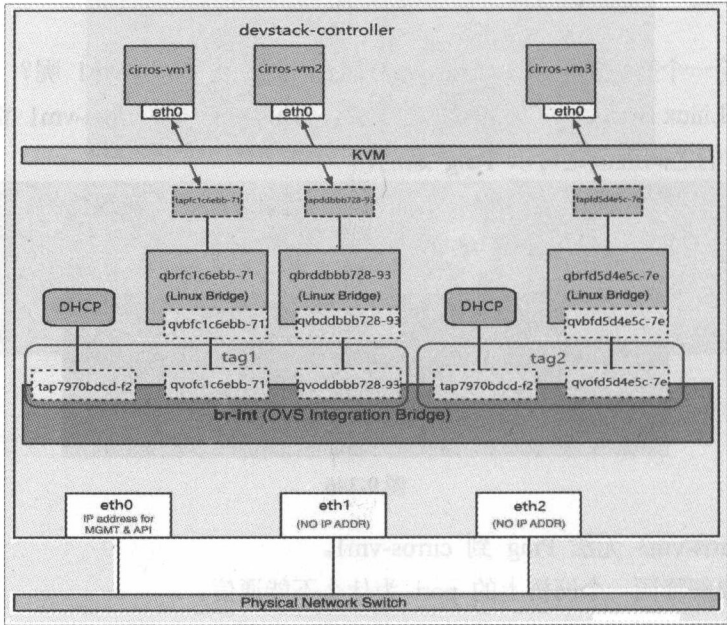 devstack-controller
cirros-vm1
cirros-vm2
cirros-vm3
eth0
eth0
eth0
KVM
tapfc1c6ebb-71
tapddbbb728-93
tapfd5d4e5c-7e
qbrfc1c6ebb-71
(Linux Bridge)
qbrddbbb728-93
(Linux Bridge)
qbrfd5d4e5c-7e
(Linux Bridge)
DHCP
qvbfc1c6ebb-71
qvbddbbb728-93
DHCP
qvbfd5d4e5c-7e
tag1
tag2
tap7970bdcd-f2
qvofc1c6ebb-71
qvoddbbb728-93
tap7970bdcd-f2
qvofd5d4e5c-7e
br-int (OVS Integration Bridge)
eth0
IP address for
MGMT & API
eth1
(NO IP ADDR)
eth2
(NO IP ADDR)
Physical Network Switch